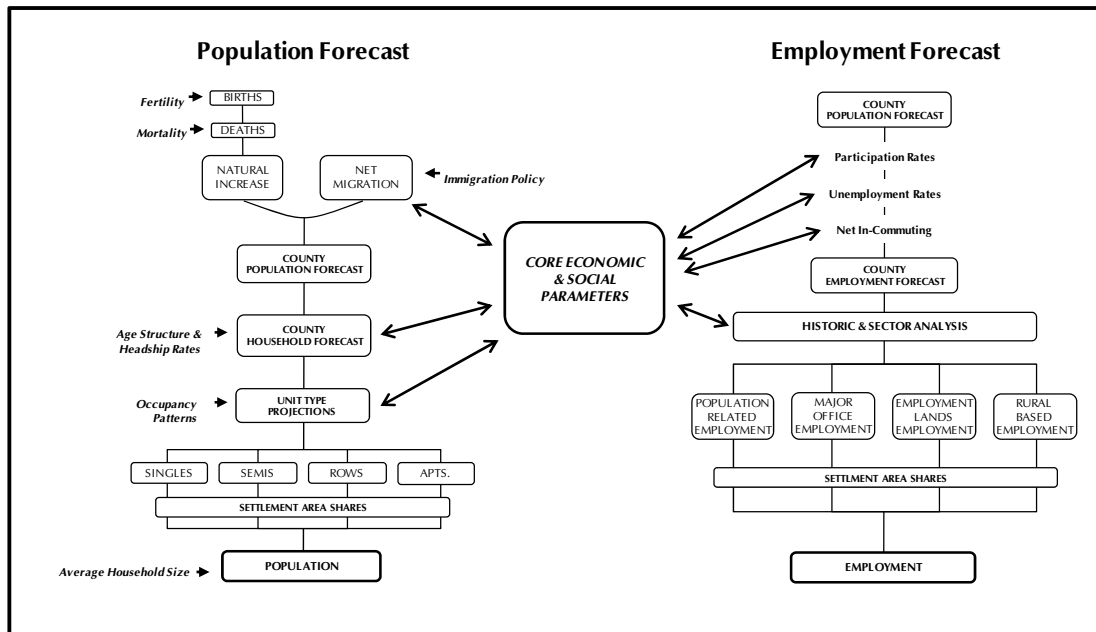 Population Forecast
Fertility
BIRTHS
Mortality
DEATHS
NATURAL
INCREASE
NET
MIGRATION
Immigration Policy
COUNTY
POPULATION FORECAST
Age Structure &
Headship Rates
COUNTY
HOUSEHOLD FORECAST
Occupancy
Patterns
UNIT TYPE
PROJECTIONS
SINGLES
SEMIS
ROWS
APTS.
SETTLEMENT AREA SHARES
Average Household Size
POPULATION
CORE ECONOMIC
& SOCIAL
PARAMETERS
Employment Forecast
COUNTY
POPULATION FORECAST
Participation Rates
Unemployment Rates
Net In-Commuting
COUNTY
EMPLOYMENT FORECAST
HISTORIC & SECTOR ANALYSIS
POPULATION
RELATED
EMPLOYMENT
MAJOR
OFFICE
EMPLOYMENT
EMPLOYMENT
LANDS
EMPLOYMENT
RURAL
BASED
EMPLOYMENT
SETTLMENT AREA SHARES
EMPLOYMENT